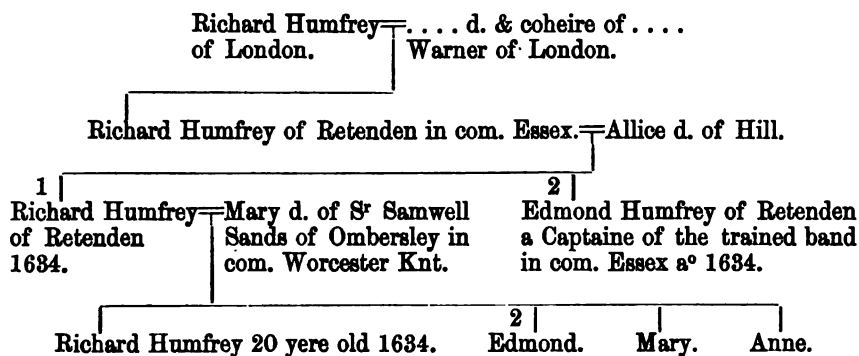 Richard Humfrey=. . . . d. & coheire of . . . .
of London. Warner of London.
Richard Humfrey of Retenden in com. Essex.=Allice d. of Hill.
1 2
Richard Humfrey=Mary d. of Sʳ Samwell Edmond Humfrey of Retenden
of Retenden Sands of Ombersley in a Captaine of the trained band
1634. com. Worcester Knt. in com. Essex aº 1634.
2
Richard Humfrey 20 yere old 1634. Edmond. Mary. Anne.